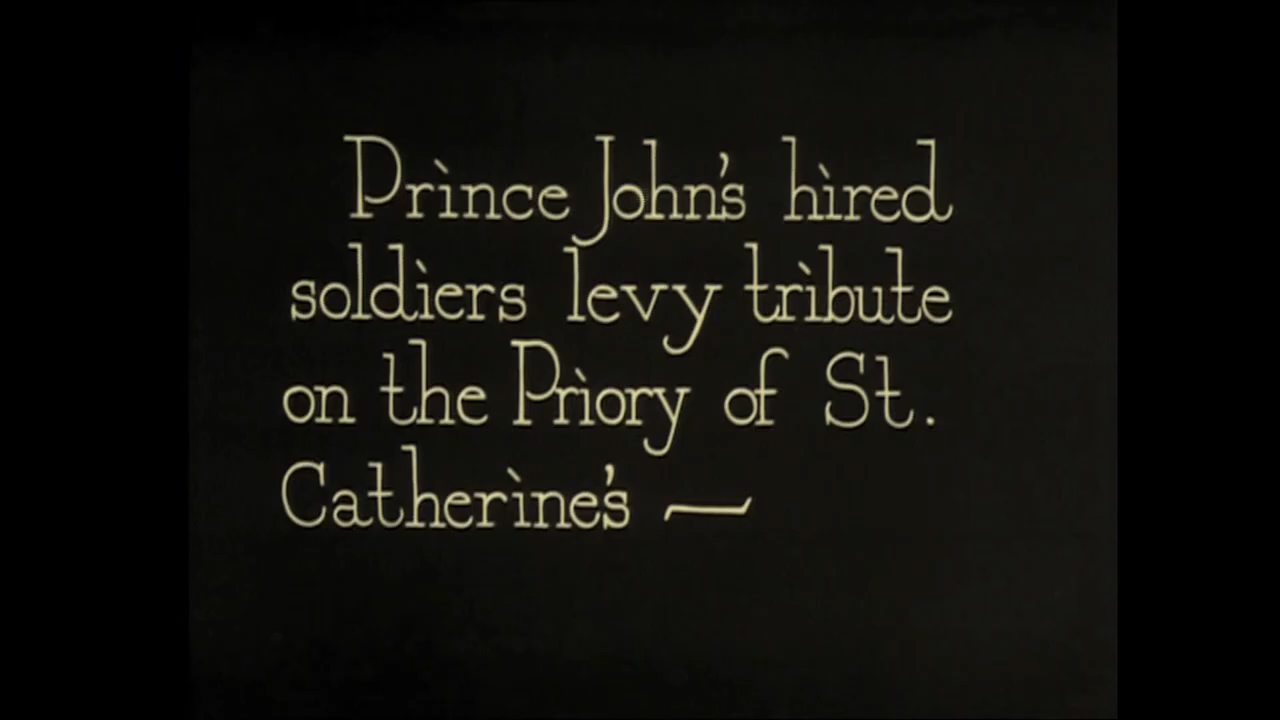 Prince John's hired
soldiers levy tribute
on the Priory of St.
Catherine's —